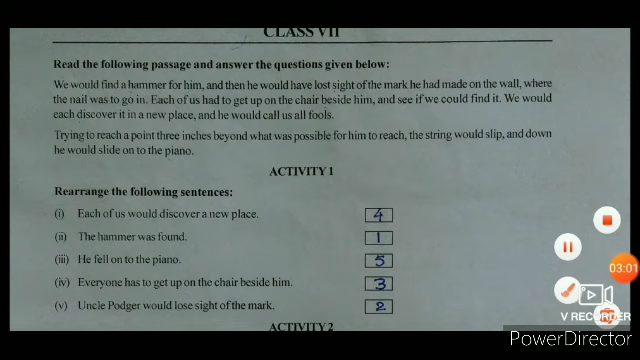 CLASS VII
Read the following passage and answer the questions given below:
We would find a hammer for him, and then he would have lost sight of the mark he had made on the wall, where
the nail was to go in. Each of us had to get up on the chair beside him, and see if we could find it. We would
each discover it in a new place, and he would call us all fools.
Trying to reach a point three inches beyond what was possible for him to reach, the string would slip, and down
he would slide on to the piano.
ACTIVITY 1
Rearrange the following sentences:
(i) Each of us would discover a new place. 4
(ii) The hammer was found. 1
(iii) He fell on to the piano. 5
(iv) Everyone has to get up on the chair beside him. 3
(v) Uncle Podger would lose sight of the mark. 2
ACTIVITY 2
03:01
V RECORDER
PowerDirector